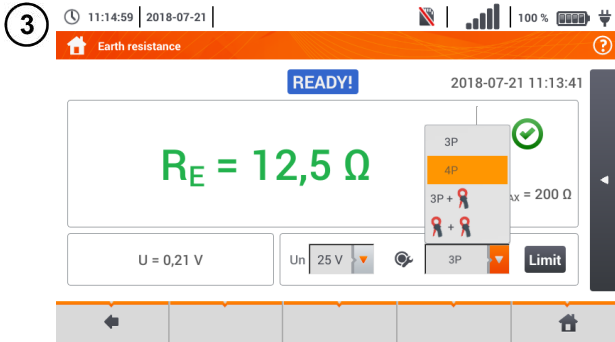 3
11:14:59 2018-07-21 100 %
Earth resistance ?
READY! 2018-07-21 11:13:41
3P
4P
RE = 12,5 Ω
3P +
+
AX = 200 Ω
U = 0,21 V
Un 25 V
3P
Limit